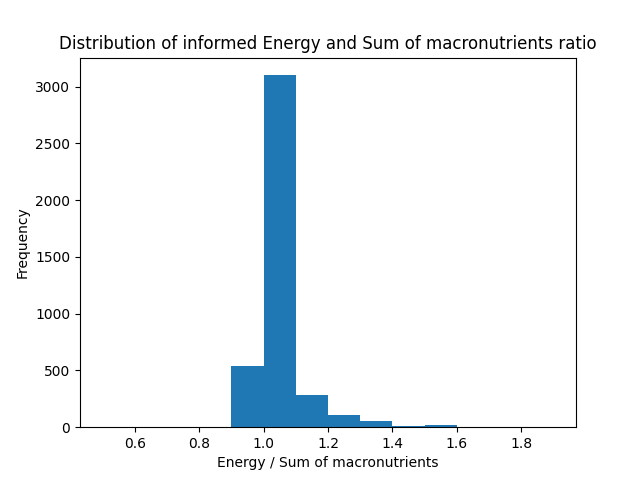 Distribution of informed Energy and Sum of macronutrients ratio
3000
2500
2000
1500
1000
500
0
Frequency
0.6 0.8 1.0 1.2 1.4 1.6 1.8
Energy / Sum of macronutrients